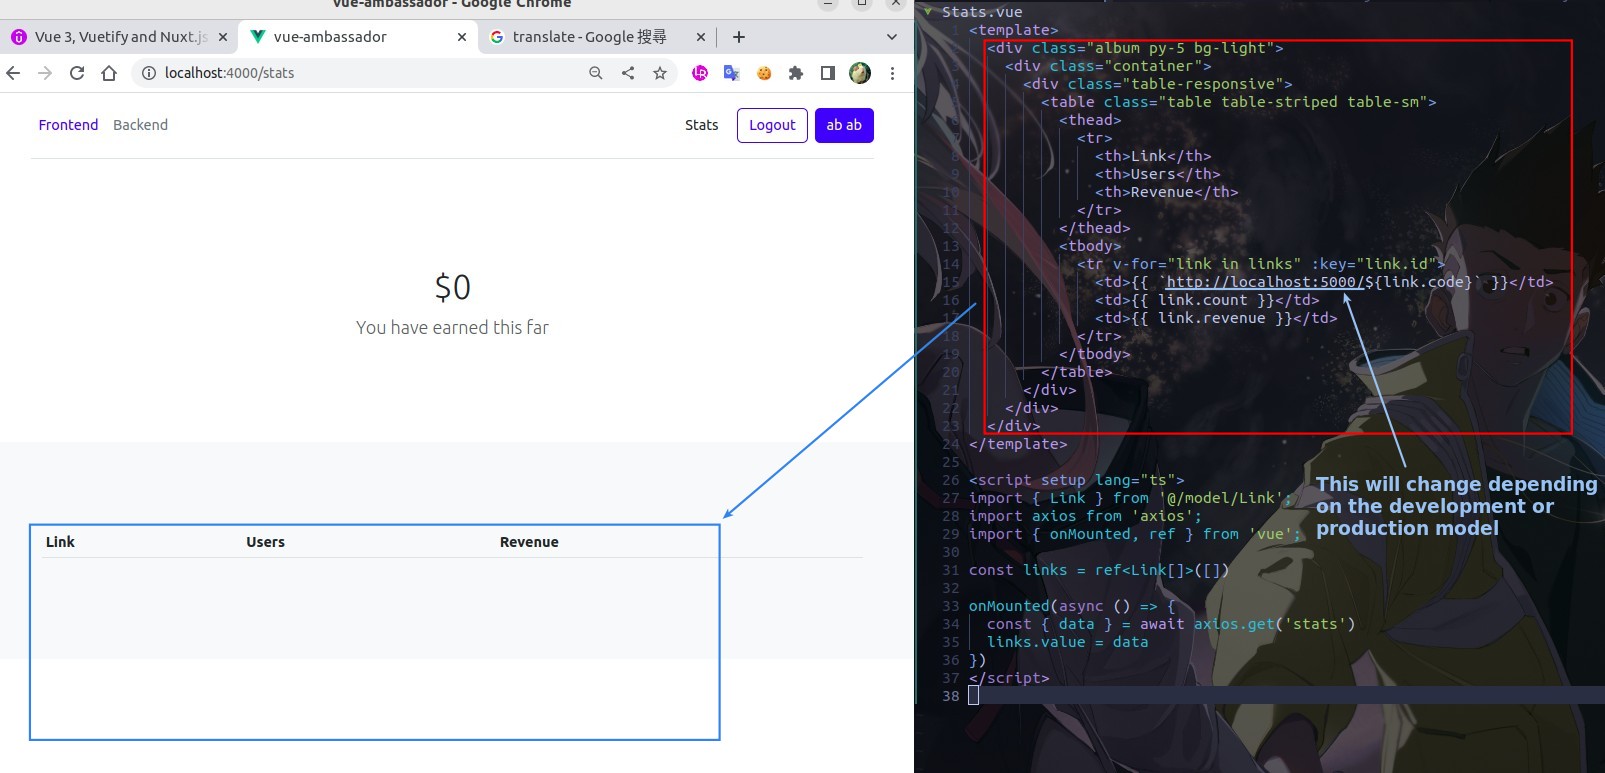 vue-ambassador - Google Chrome
Vue 3, Vuetify and Nuxt.js
vue-ambassador
translate - Google 搜尋
localhost:4000/stats
Frontend Backend Stats Logout ab ab
$0
You have earned this far
Link Users Revenue
Stats.vue
<template>
<div class="album py-5 bg-light">
<div class="container">
<div class="table-responsive">
<table class="table table-striped table-sm">
<thead>
<tr>
8 <th>Link</th>
9 <th>Users</th>
10 <th>Revenue</th>
11 </tr>
12 </thead>
13 <tbody>
14 <tr v-for="link in links" :key="link.id">
15 <td>{{ `http://localhost:5000/${link.code}` }}</td>
16 <td>{{ link.count }}</td>
17 <td>{{ link.revenue }}</td>
18 </tr>
19 </tbody>
20 </table>
21 </div>
22 </div>
23 </div>
24 </template>
25
26 <script setup lang="ts">
27 import { Link } from '@/model/Link';
28 import axios from 'axios';
29 import { onMounted, ref } from 'vue';
30
31 const links = ref<Link[]>([])
32
33 onMounted(async () => {
34 const { data } = await axios.get('stats')
35 links.value = data
36 })
37 </script>
38
This will change depending
on the development or
production model